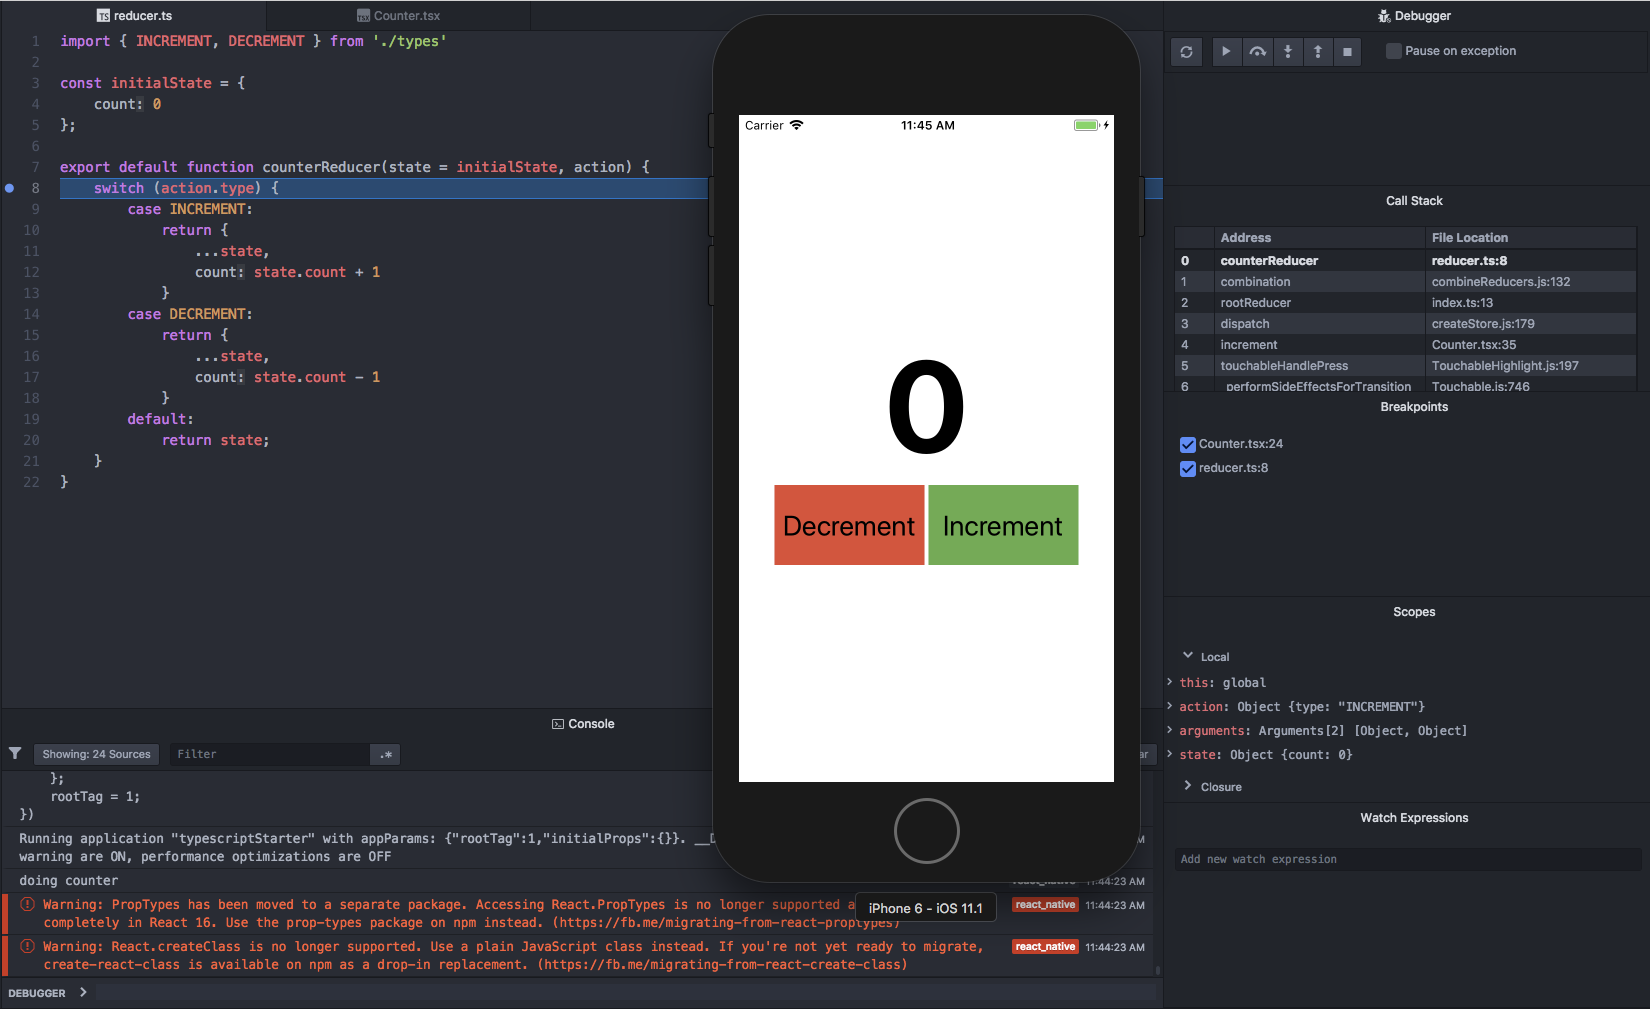 reducer.ts
Counter.tsx
1 import { INCREMENT, DECREMENT } from './types'
2
3 const initialState = {
4 count: 0
5 };
6
7 export default function counterReducer(state = initialState, action) {
8 switch (action.type) {
9 case INCREMENT:
10 return {
11 ...state,
12 count: state.count + 1
13 }
14 case DECREMENT:
15 return {
16 ...state,
17 count: state.count - 1
18 }
19 default:
20 return state;
21 }
22 }
Carrier 11:45 AM
0
Decrement Increment
iPhone 6 - iOS 11.1
Console
Showing: 24 Sources Filter .*
};
rootTag = 1;
})
Running application "typescriptStarter" with appParams: {"rootTag":1,"initialProps":{}}.
warning are ON, performance optimizations are OFF
doing counter react_native 11:44:23 AM
Warning: PropTypes has been moved to a separate package. Accessing React.PropTypes is no longer supported react_native 11:44:23 AM
completely in React 16. Use the prop-types package on npm instead. (https://fb.me/migrating-from-react-proptypes)
Warning: React.createClass is no longer supported. Use a plain JavaScript class instead. If you're not yet ready to migrate, react_native 11:44:23 AM
create-react-class is available on npm as a drop-in replacement. (https://fb.me/migrating-from-react-create-class)
DEBUGGER
Debugger
Pause on exception
Call Stack
Address File Location
0 counterReducer reducer.ts:8
1 combination combineReducers.js:132
2 rootReducer index.ts:13
3 dispatch createStore.js:179
4 increment Counter.tsx:35
5 touchableHandlePress TouchableHighlight.js:197
6 _performSideEffectsForTransition Touchable.js:746
Breakpoints
Counter.tsx:24
reducer.ts:8
Scopes
Local
this: global
action: Object {type: "INCREMENT"}
arguments: Arguments[2] [Object, Object]
state: Object {count: 0}
Closure
Watch Expressions
Add new watch expression